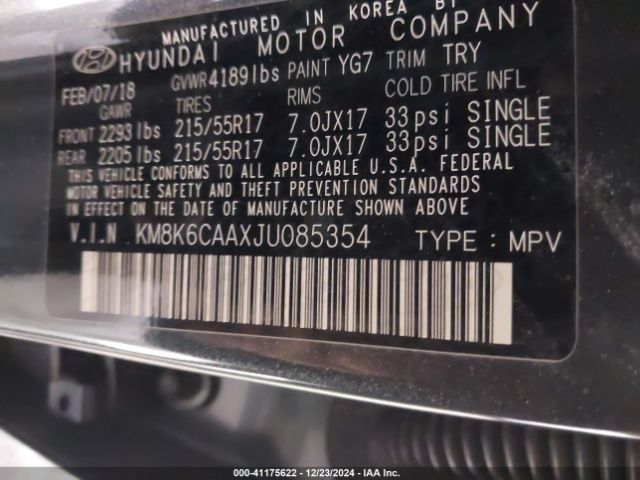 MANUFACTURED IN KOREA BY
HYUNDAI MOTOR COMPANY
FEB/07/18 GVWR 4189lbs PAINT YG7 TRIM TRY
GAWR TIRES RIMS COLD TIRE INFL
FRONT 2293 lbs 215/55R17 7.0JX17 33psi SINGLE
REAR 2205 lbs 215/55R17 7.0JX17 33psi SINGLE
THIS VEHICLE CONFORMS TO ALL APPLICABLE U.S.A. FEDERAL
MOTOR VEHICLE SAFETY AND THEFT PREVENTION STANDARDS
IN EFFECT ON THE DATE OF MANUFACTURE SHOWN ABOVE.
V.I.N KM8K6CAAXJU085354 TYPE : MPV
000-41175622 | 12/23/2024 | IAA Inc.